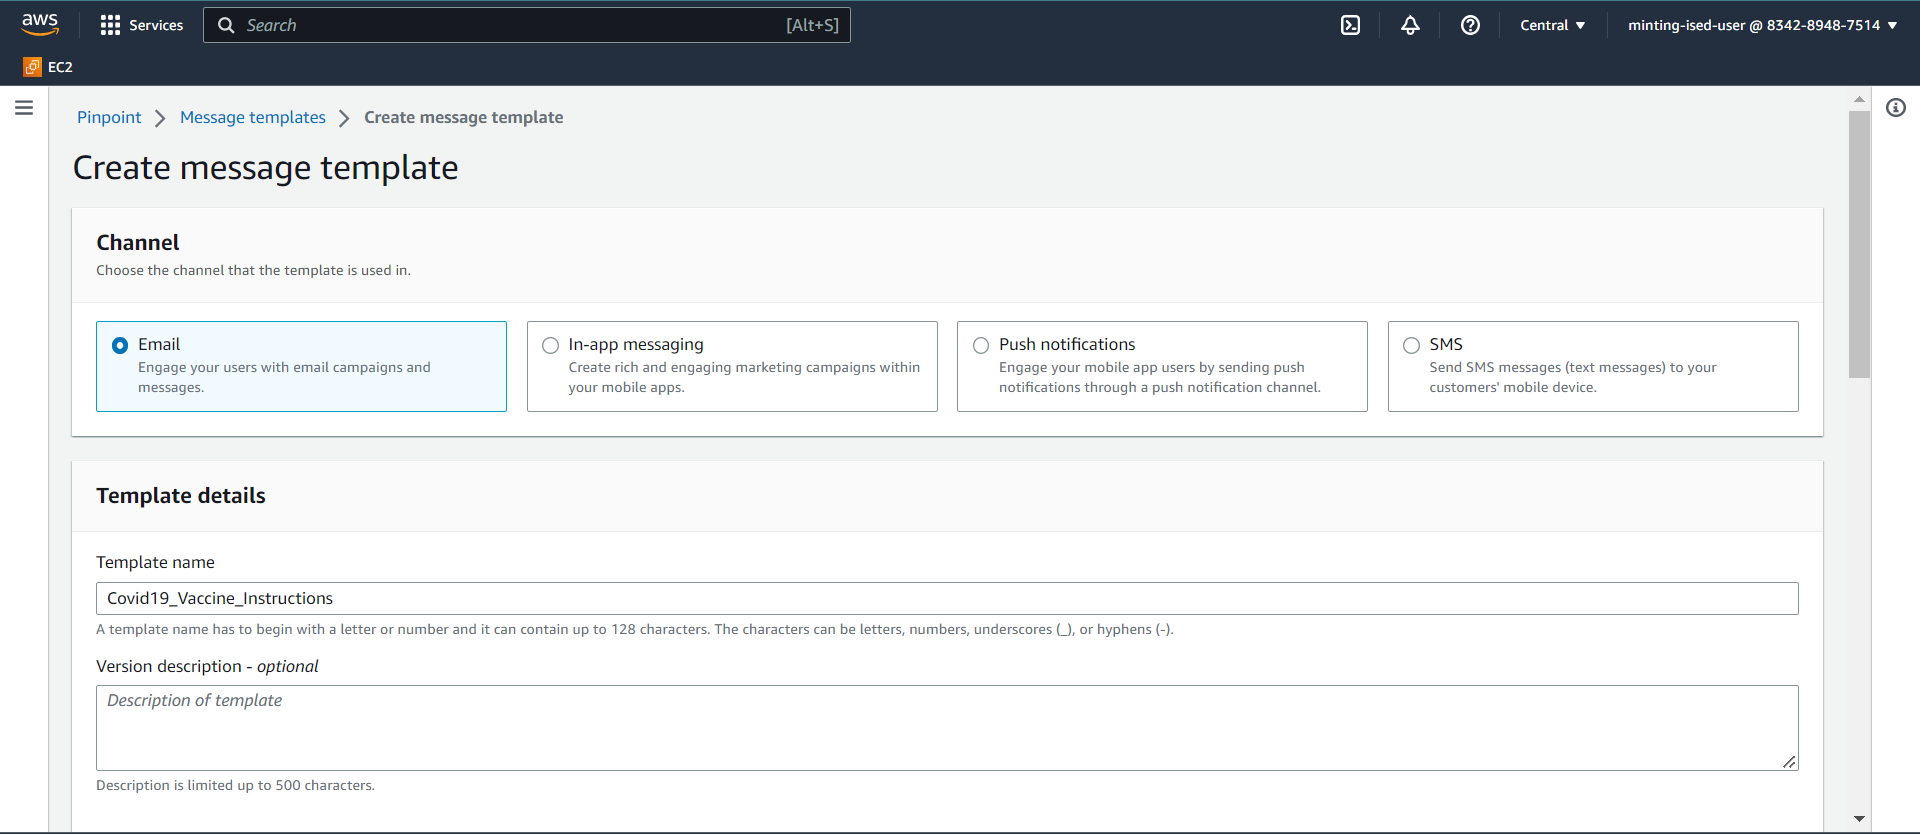 aws
Services
Search
[Alt+S]
Central
minting-ised-user @ 8342-8948-7514
EC2
Pinpoint
Message templates
Create message template
Create message template
Channel
Choose the channel that the template is used in.
Email
Engage your users with email campaigns and
messages.
In-app messaging
Create rich and engaging marketing campaigns within
your mobile apps.
Push notifications
Engage your mobile app users by sending push
notifications through a push notification channel.
SMS
Send SMS messages (text messages) to your
customers' mobile device.
Template details
Template name
Covid19_Vaccine_Instructions
A template name has to begin with a letter or number and it can contain up to 128 characters. The characters can be letters, numbers, underscores (_), or hyphens (-).
Version description - optional
Description of template
Description is limited up to 500 characters.